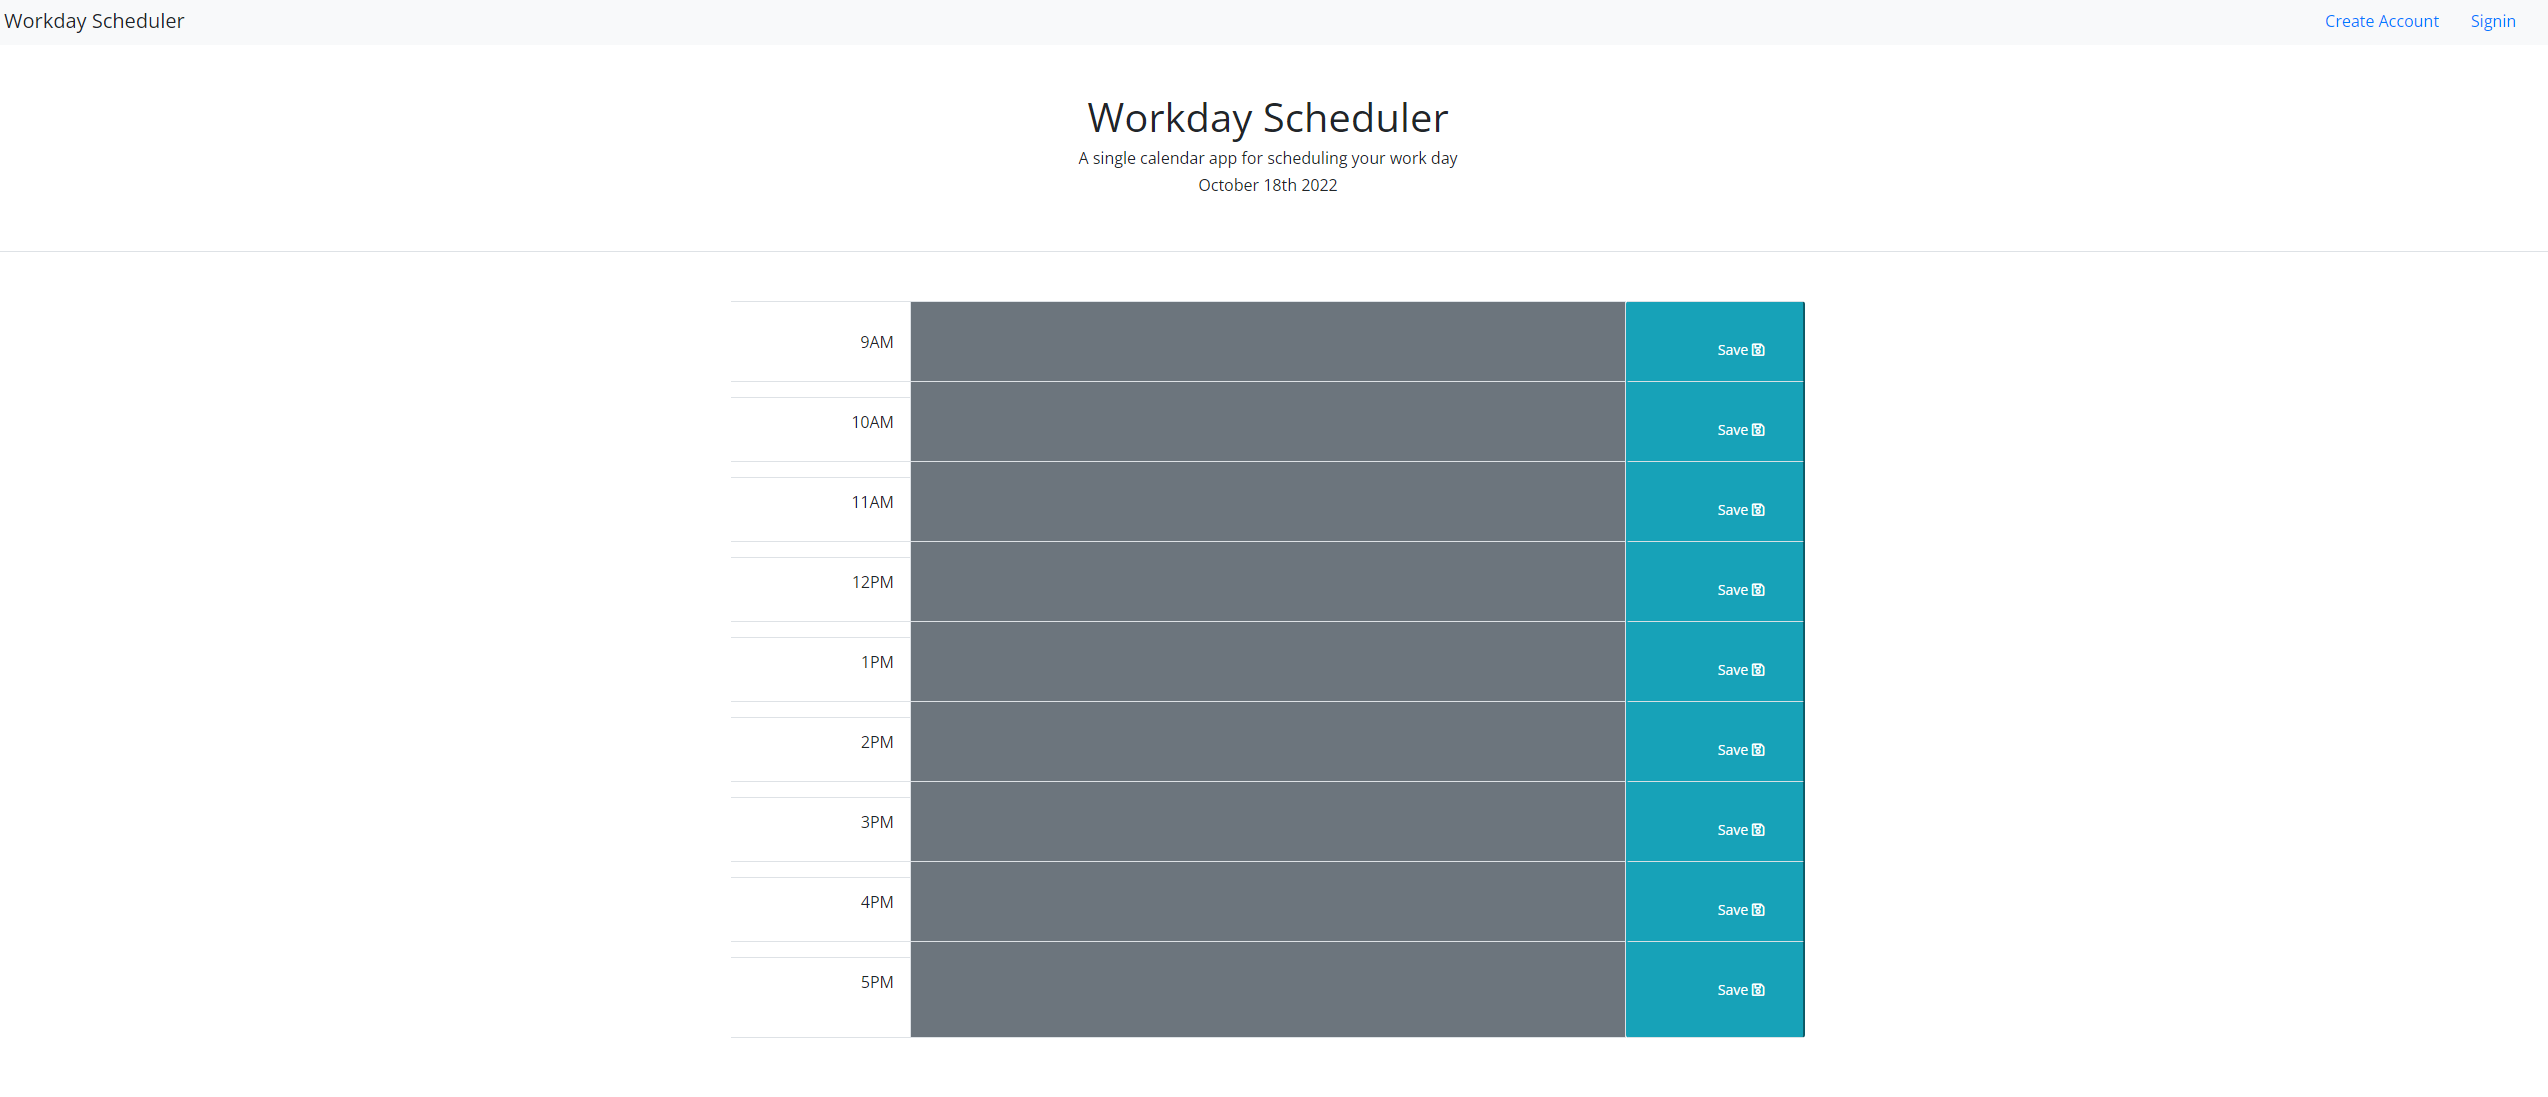 Workday Scheduler Create Account Signin
Workday Scheduler
A single calendar app for scheduling your work day
October 18th 2022
9AM Save
10AM Save
11AM Save
12PM Save
1PM Save
2PM Save
3PM Save
4PM Save
5PM Save